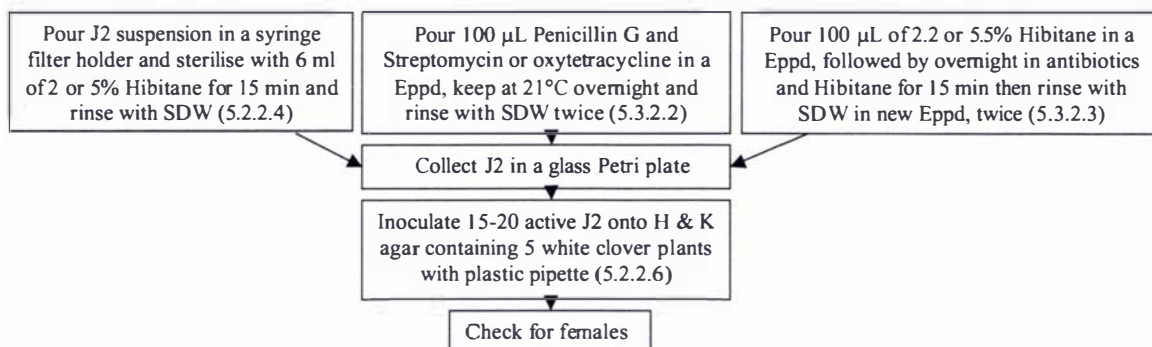 Pour J2 suspension in a syringe
filter holder and sterilise with 6 ml
of 2 or 5% Hibitane for 15 min and
rinse with SDW (5.2.2.4)
Pour 100 µL Penicillin G and
Streptomycin or oxytetracycline in a
Eppd, keep at 21°C overnight and
rinse with SDW twice (5.3.2.2)
Pour 100 µL of 2.2 or 5.5% Hibitane in a
Eppd, followed by overnight in antibiotics
and Hibitane for 15 min then rinse with
SDW in new Eppd, twice (5.3.2.3)
Collect J2 in a glass Petri plate
Inoculate 15-20 active J2 onto H & K
agar containing 5 white clover plants
with plastic pipette (5.2.2.6)
Check for females